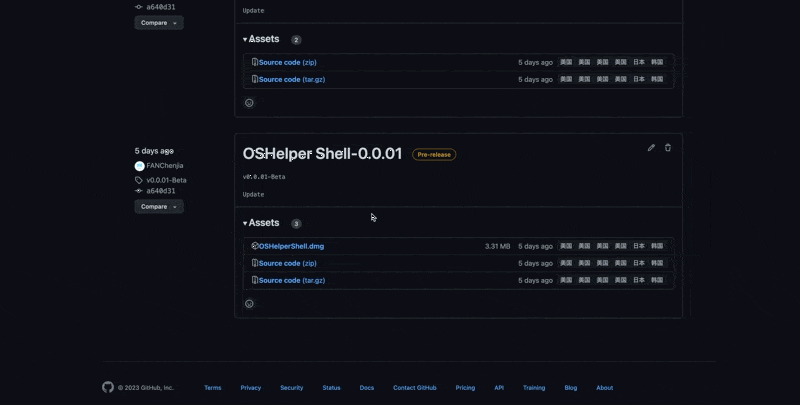 a640d31
Compare
Update
Assets 2
Source code (zip) 5 days ago 美国 美国 美国 美国 日本 韩国
Source code (tar.gz) 5 days ago 美国 美国 美国 美国 日本 韩国
5 days ago
FANChenjia
v0.0.01-Beta
a640d31
Compare
OSHelper Shell-0.0.01 Pre-release
v0.0.01-Beta
Update
Assets 3
OSHelperShell.dmg 3.31 MB 5 days ago 美国 美国 美国 美国 日本 韩国
Source code (zip) 5 days ago 美国 美国 美国 美国 日本 韩国
Source code (tar.gz) 5 days ago 美国 美国 美国 美国 日本 韩国
© 2023 GitHub, Inc. Terms Privacy Security Status Docs Contact GitHub Pricing API Training Blog About